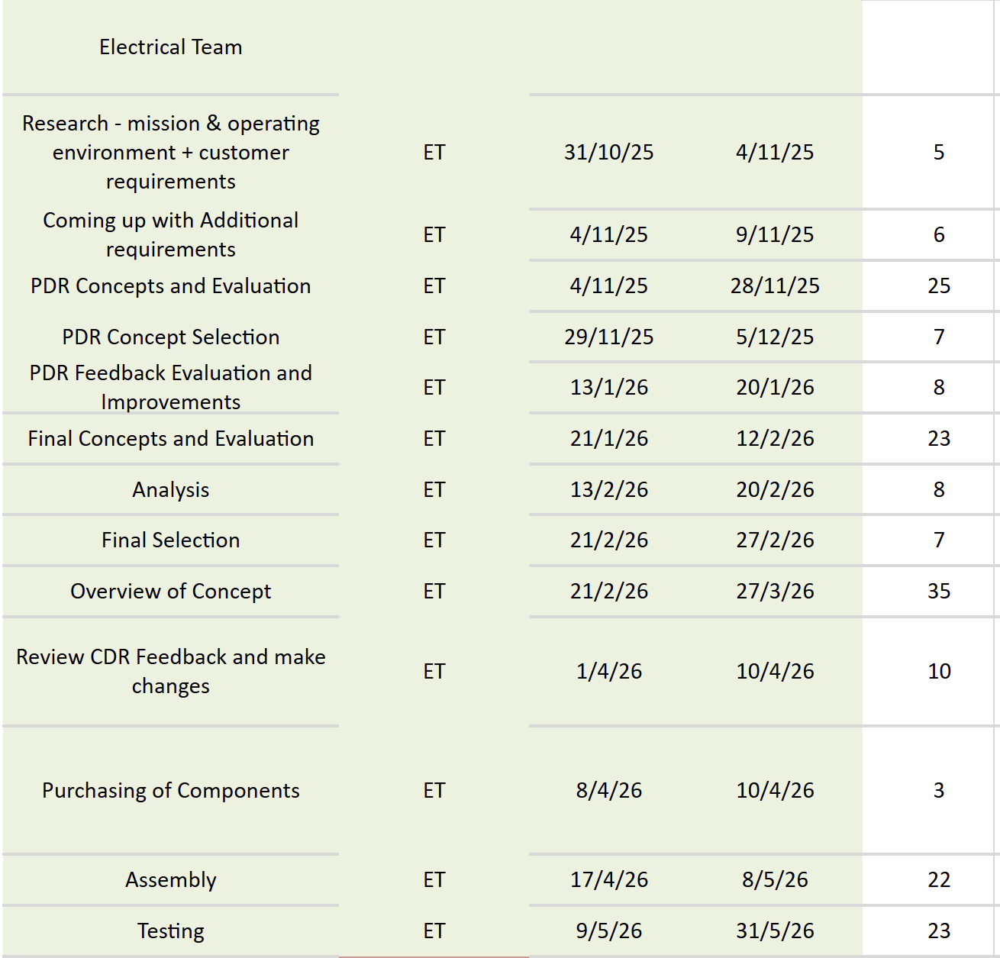 Electrical Team
Research - mission & operating
environment + customer
requirements
ET
31/10/25
4/11/25
5
Coming up with Additional
requirements
ET
4/11/25
9/11/25
6
PDR Concepts and Evaluation
ET
4/11/25
28/11/25
25
PDR Concept Selection
ET
29/11/25
5/12/25
7
PDR Feedback Evaluation and
Improvements
ET
13/1/26
20/1/26
8
Final Concepts and Evaluation
ET
21/1/26
12/2/26
23
Analysis
ET
13/2/26
20/2/26
8
Final Selection
ET
21/2/26
27/2/26
7
Overview of Concept
ET
21/2/26
27/3/26
35
Review CDR Feedback and make
changes
ET
1/4/26
10/4/26
10
Purchasing of Components
ET
8/4/26
10/4/26
3
Assembly
ET
17/4/26
8/5/26
22
Testing
ET
9/5/26
31/5/26
23